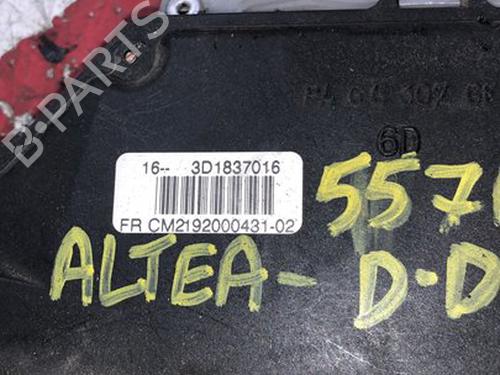 B-PARTS
6D
16-- 3D1837016
FR CM2192000431-02
557
ALTEA- D-D